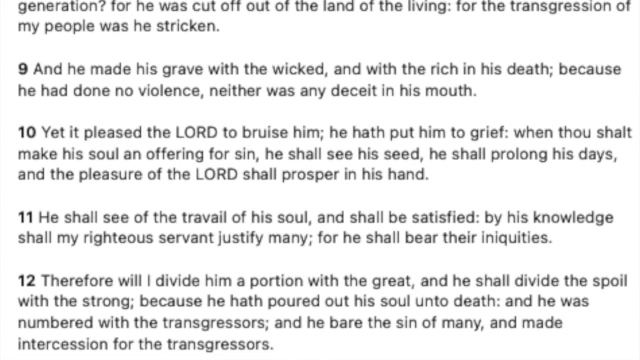 generation? for he was cut off out of the land of the living: for the transgression of
my people was he stricken.
9 And he made his grave with the wicked, and with the rich in his death; because
he had done no violence, neither was any deceit in his mouth.
10 Yet it pleased the LORD to bruise him; he hath put him to grief: when thou shalt
make his soul an offering for sin, he shall see his seed, he shall prolong his days,
and the pleasure of the LORD shall prosper in his hand.
11 He shall see of the travail of his soul, and shall be satisfied: by his knowledge
shall my righteous servant justify many; for he shall bear their iniquities.
12 Therefore will I divide him a portion with the great, and he shall divide the spoil
with the strong; because he hath poured out his soul unto death: and he was
numbered with the transgressors; and he bare the sin of many, and made
intercession for the transgressors.